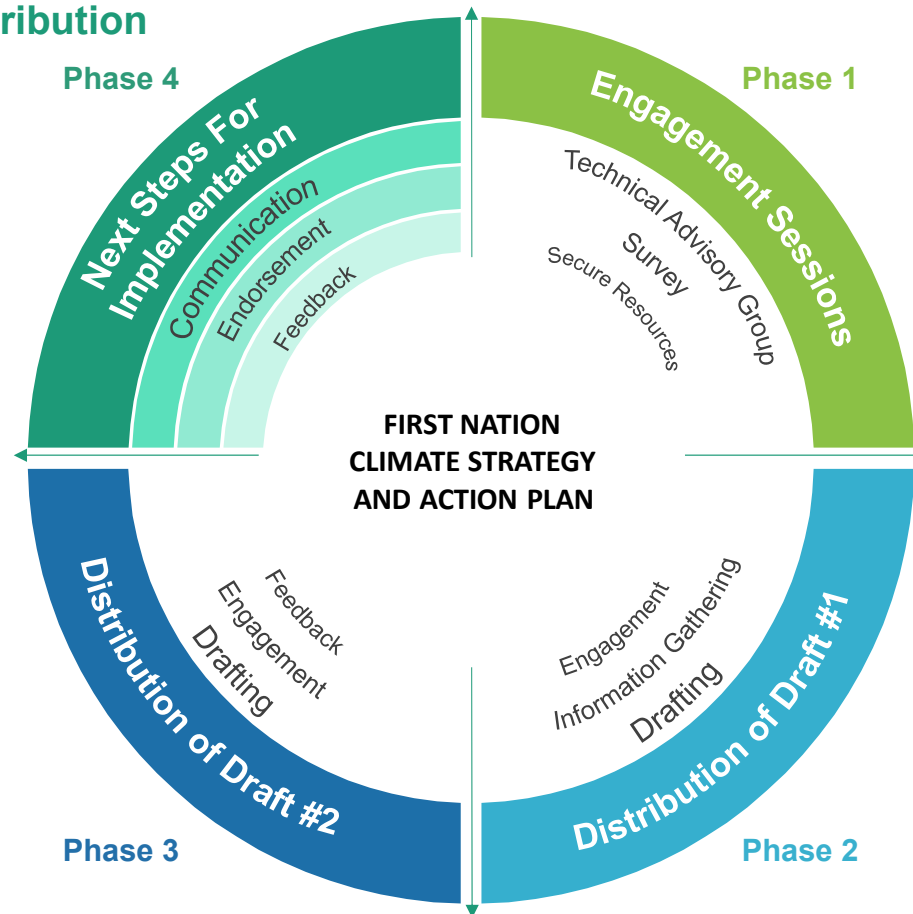 ribution
Phase 4
Next Steps For
Implementation
Communication
Endorsement
Feedback
Phase 1
Engagement Sessions
Technical Advisory Group
Survey
Secure Resources
FIRST NATION
CLIMATE STRATEGY
AND ACTION PLAN
Feedback
Engagement
Drafting
Distribution of Draft #2
Phase 3
Engagement
Information Gathering
Drafting
Distribution of Draft #1
Phase 2